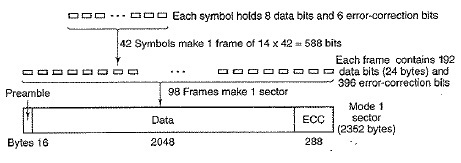 Each symbol holds 8 data bits and 6 error-correction bits
42 Symbols make 1 frame of 14 x 42 = 588 bits
Each frame contains 192
data bits (24 bytes) and
396 error-correction bits
Preamble
98 Frames make 1 sector
Mode 1
sector
(2352 bytes)
Data
ECC
Bytes 16
2048
288